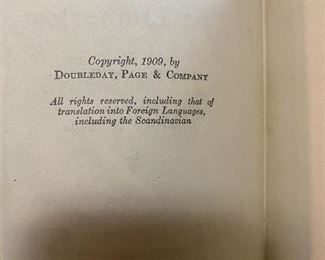 Copyright, 1909, by
Doubleday, Page & Company
All rights reserved, including that of
translation into Foreign Languages,
including the Scandinavian